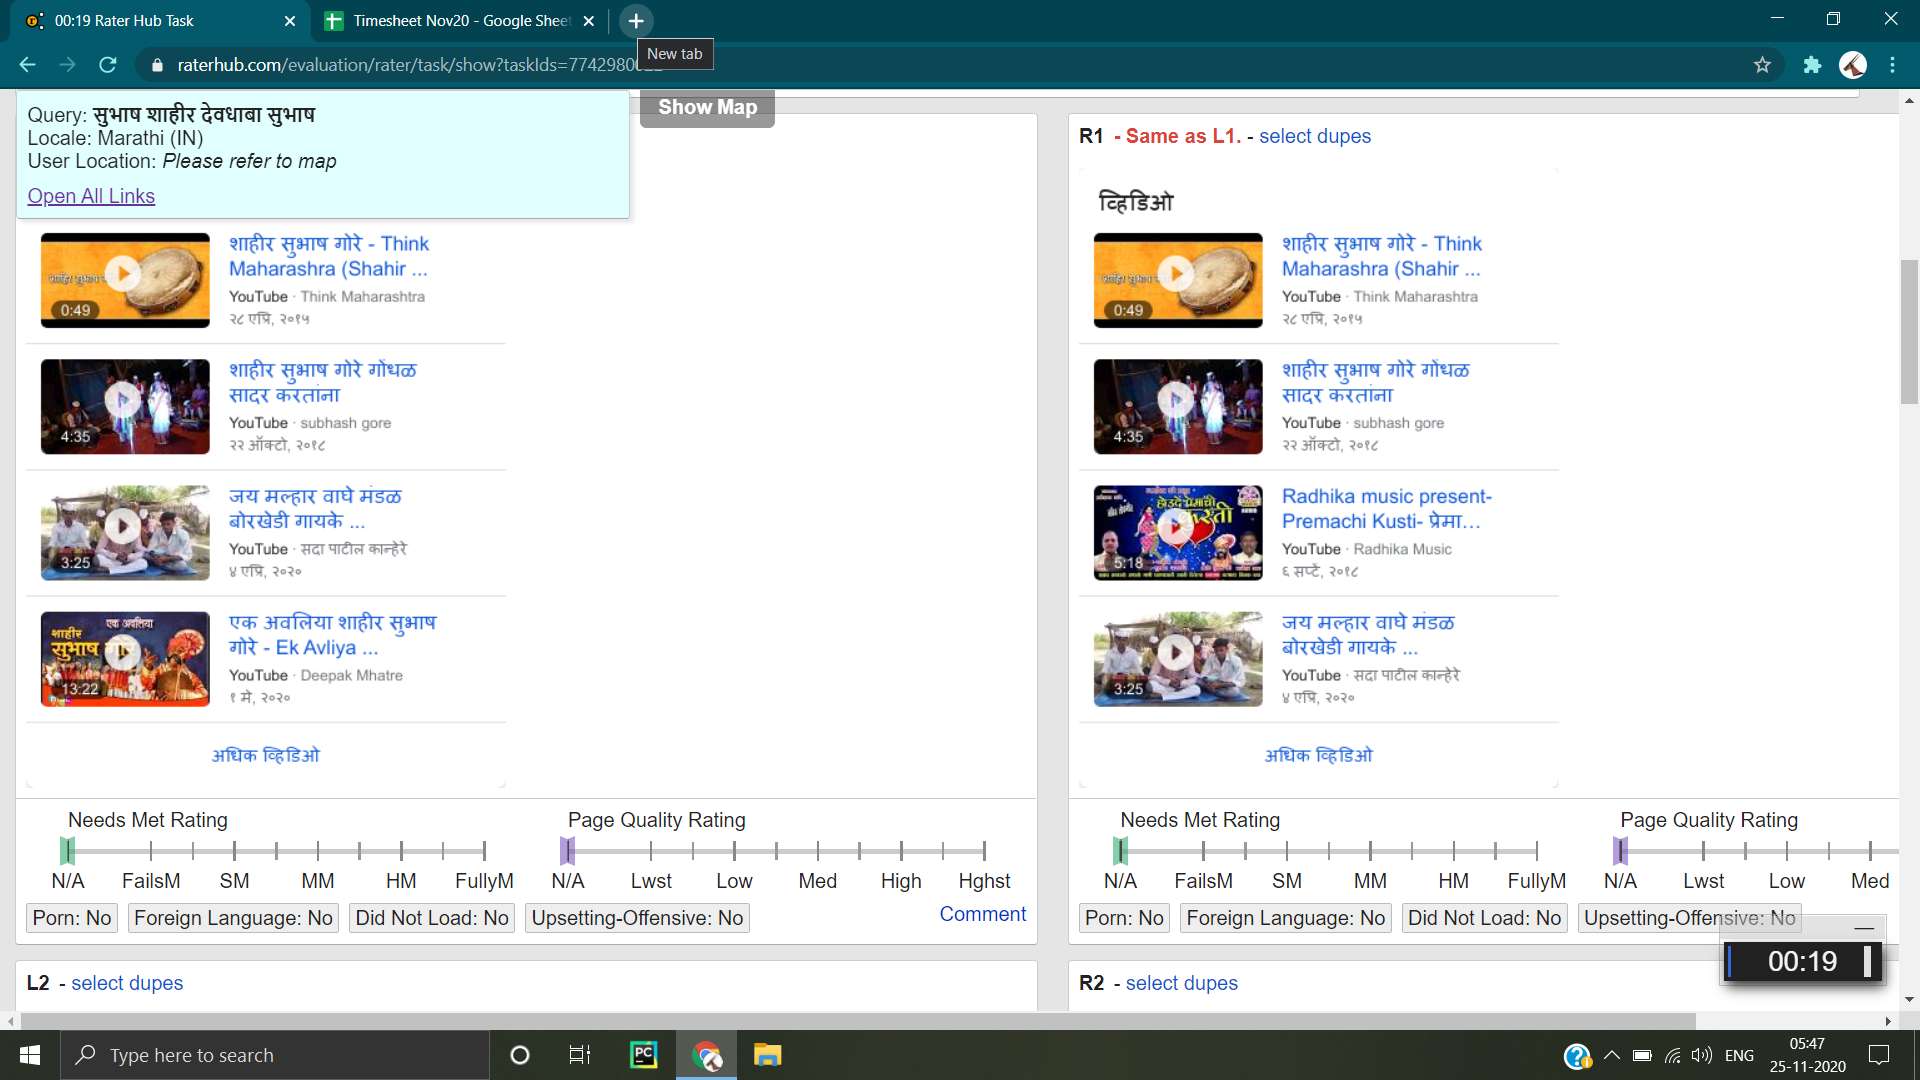 00:19 Rater Hub Task
Timesheet Nov20 - Google Sheet
New tab
raterhub.com/evaluation/rater/task/show?taskIds=7742980
Query: सुभाष शाहीर देवधाबा सुभाष
Locale: Marathi (IN)
User Location: Please refer to map
Open All Links
Show Map
शाहीर सुभाष गोरे - Think
Maharashra (Shahir ...
YouTube · Think Maharashtra
२८ एप्रि, २०१५
0:49
शाहीर सुभाष गोरे गोंधळ
सादर करतांना
YouTube · subhash gore
२२ ऑक्टो, २०१८
4:35
जय मल्हार वाघे मंडळ
बोरखेडी गायके ...
YouTube · सदा पाटील कान्हेरे
४ एप्रि, २०२०
3:25
एक अवलिया शाहीर सुभाष
गोरे - Ek Avliya ...
YouTube · Deepak Mhatre
१ मे, २०२०
एक अवलिया
शाहीर
सुभाष गोरे
13:22
अधिक व्हिडिओ
Needs Met Rating
N/A FailsM SM MM HM FullyM
Page Quality Rating
N/A Lwst Low Med High Hghst
Porn: No Foreign Language: No Did Not Load: No Upsetting-Offensive: No
Comment
L2 - select dupes
R1 - Same as L1. - select dupes
व्हिडिओ
शाहीर सुभाष गोरे - Think
Maharashra (Shahir ...
YouTube · Think Maharashtra
२८ एप्रि, २०१५
0:49
शाहीर सुभाष गोरे गोंधळ
सादर करतांना
YouTube · subhash gore
२२ ऑक्टो, २०१८
4:35
Radhika music present-
Premachi Kusti- प्रेमा...
YouTube · Radhika Music
६ सप्टें, २०१८
होउदे प्रेमाची
कुस्ती
5:18
जय मल्हार वाघे मंडळ
बोरखेडी गायके ...
YouTube · सदा पाटील कान्हेरे
४ एप्रि, २०२०
3:25
अधिक व्हिडिओ
Needs Met Rating
N/A FailsM SM MM HM FullyM
Page Quality Rating
N/A Lwst Low Med
Porn: No Foreign Language: No Did Not Load: No Upsetting-Offensive: No
00:19
R2 - select dupes
Type here to search
PC
ENG
05:47
25-11-2020